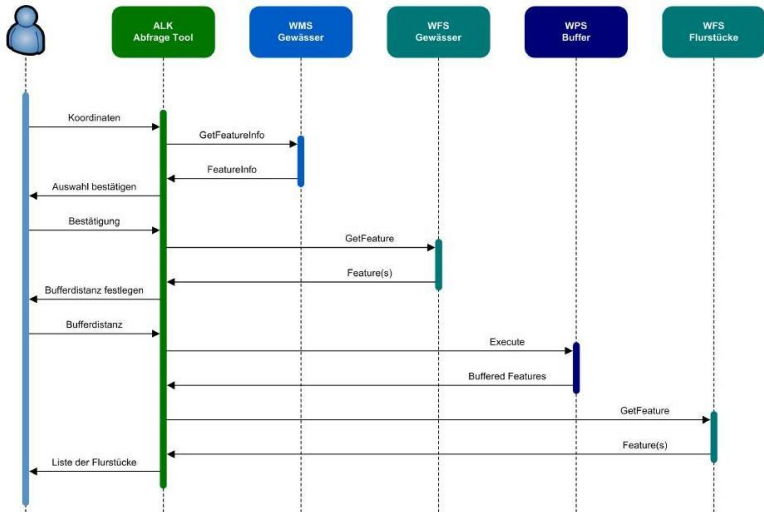 ALK
Abfrage Tool
WMS
Gewässer
WFS
Gewässer
WPS
Buffer
WFS
Flurstücke
Koordinaten
GetFeatureInfo
FeatureInfo
Auswahl bestätigen
Bestätigung
GetFeature
Feature(s)
Bufferdistanz festlegen
Bufferdistanz
Execute
Buffered Features
GetFeature
Feature(s)
Liste der Flurstücke